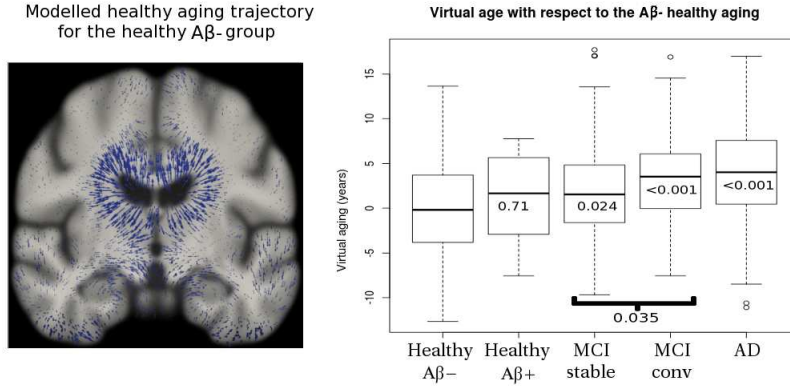 Modelled healthy aging trajectory
for the healthy Aβ- group
Virtual age with respect to the Aβ- healthy aging
Virtual aging (years)
15
10
5
0
-5
-10
0.71
0.024
<0.001
<0.001
0.035
Healthy Aβ−
Healthy Aβ+
MCI stable
MCI conv
AD